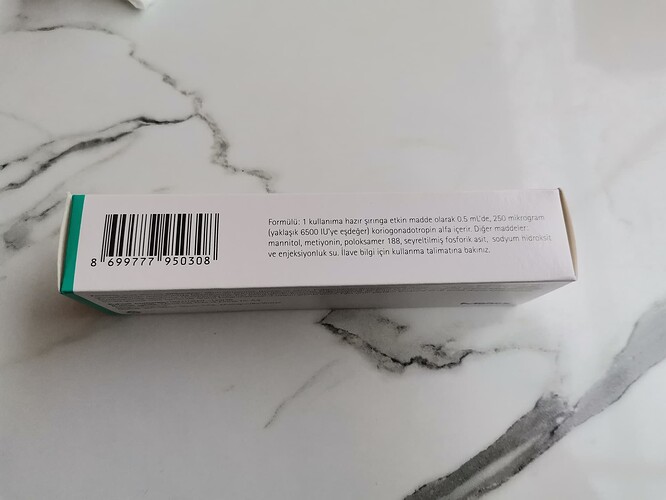 Formülü: 1 kullanıma hazır şırınga etkin madde olarak 0.5 mL'de, 250 mikrogram
(yaklaşık 6500 IU'ye eşdeğer) koriogonadotropin alfa içerir. Diğer maddeler:
mannitol, metiyonin, poloksamer 188, seyreltilmiş fosforik asit, sodyum hidroksit
ve enjeksiyonluk su. İlave bilgi için kullanma talimatına bakınız.
8 699777 950308